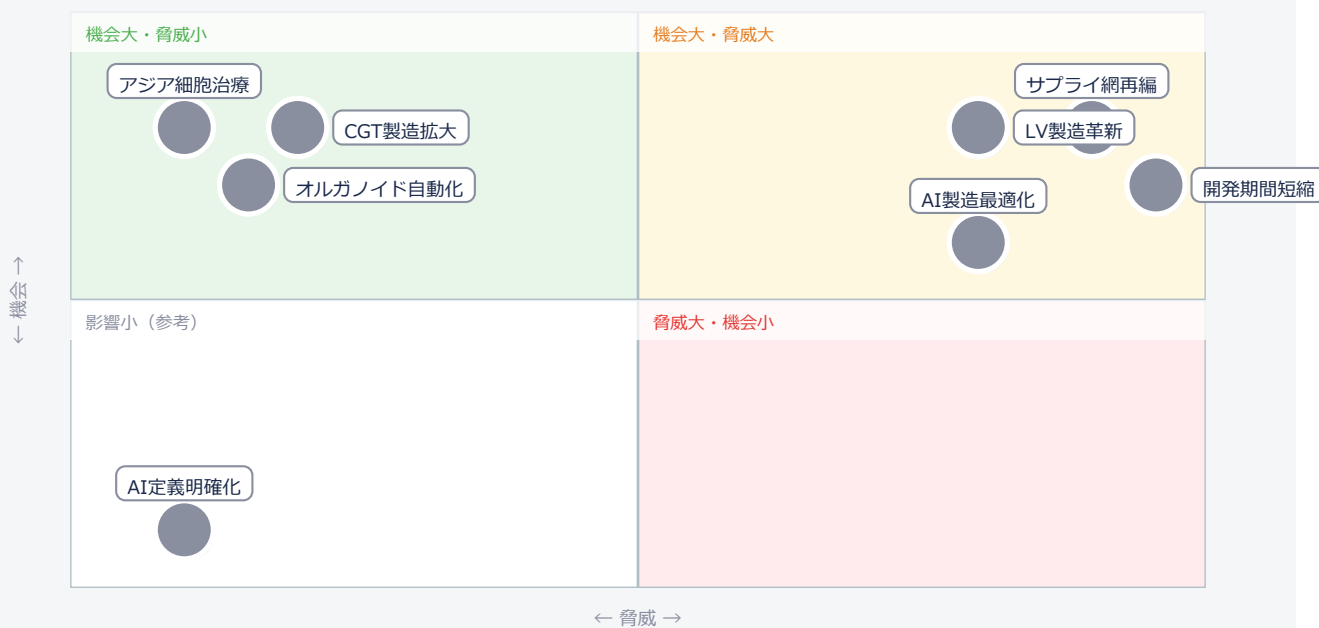 機会大・脅威小
機会大・脅威大
アジア細胞治療
サプライ網再編
CGT製造拡大
LV製造革新
オルガノイド自動化
開発期間短縮
AI製造最適化
← 機会 →
影響小（参考）
脅威大・機会小
AI定義明確化
← 脅威 →